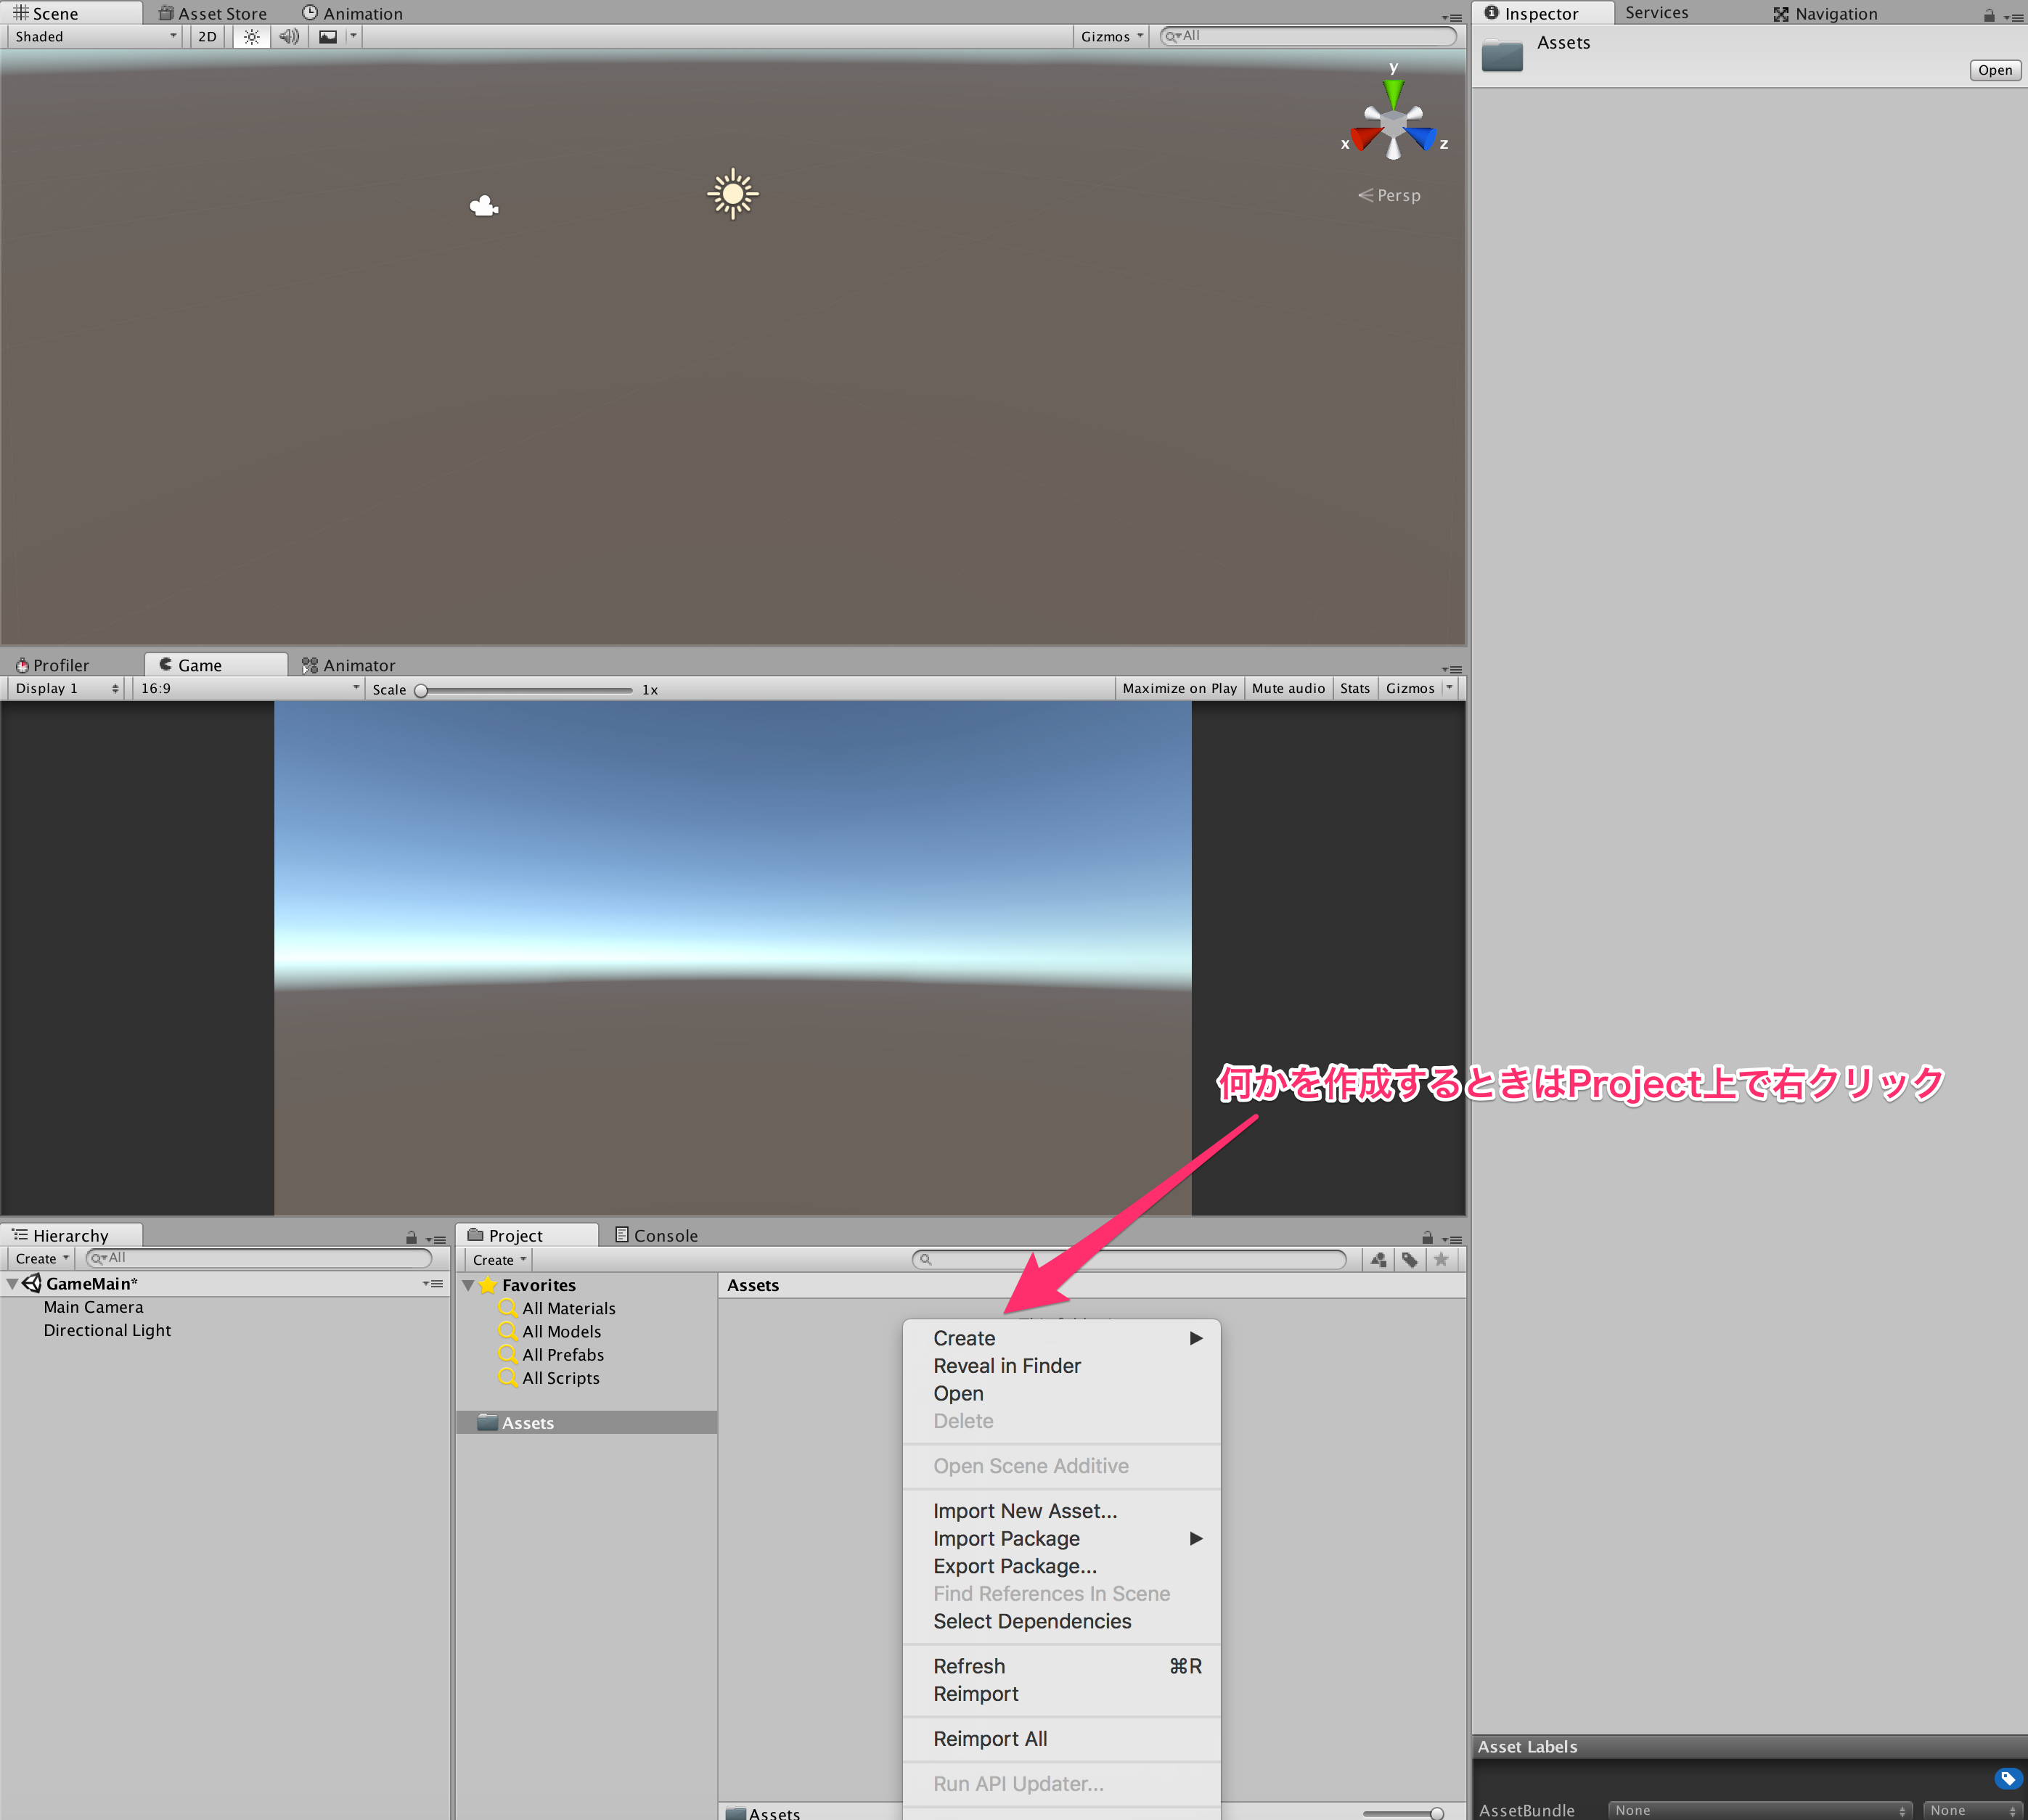 Scene
Asset Store
Animation
Shaded
2D
Gizmos
All
y
x
z
Persp
Inspector
Services
Navigation
Assets
Open
Profiler
Game
Animator
Display 1
16:9
Scale
1x
Maximize on Play
Mute audio
Stats
Gizmos
何かを作成するときはProject上で右クリック
Hierarchy
Create
All
GameMain*
Main Camera
Directional Light
Project
Console
Create
Favorites
All Materials
All Models
All Prefabs
All Scripts
Assets
Assets
Create
Reveal in Finder
Open
Delete
Open Scene Additive
Import New Asset...
Import Package
Export Package...
Find References In Scene
Select Dependencies
Refresh ⌘R
Reimport
Reimport All
Run API Updater...
Assets
Asset Labels
AssetBundle
None
None